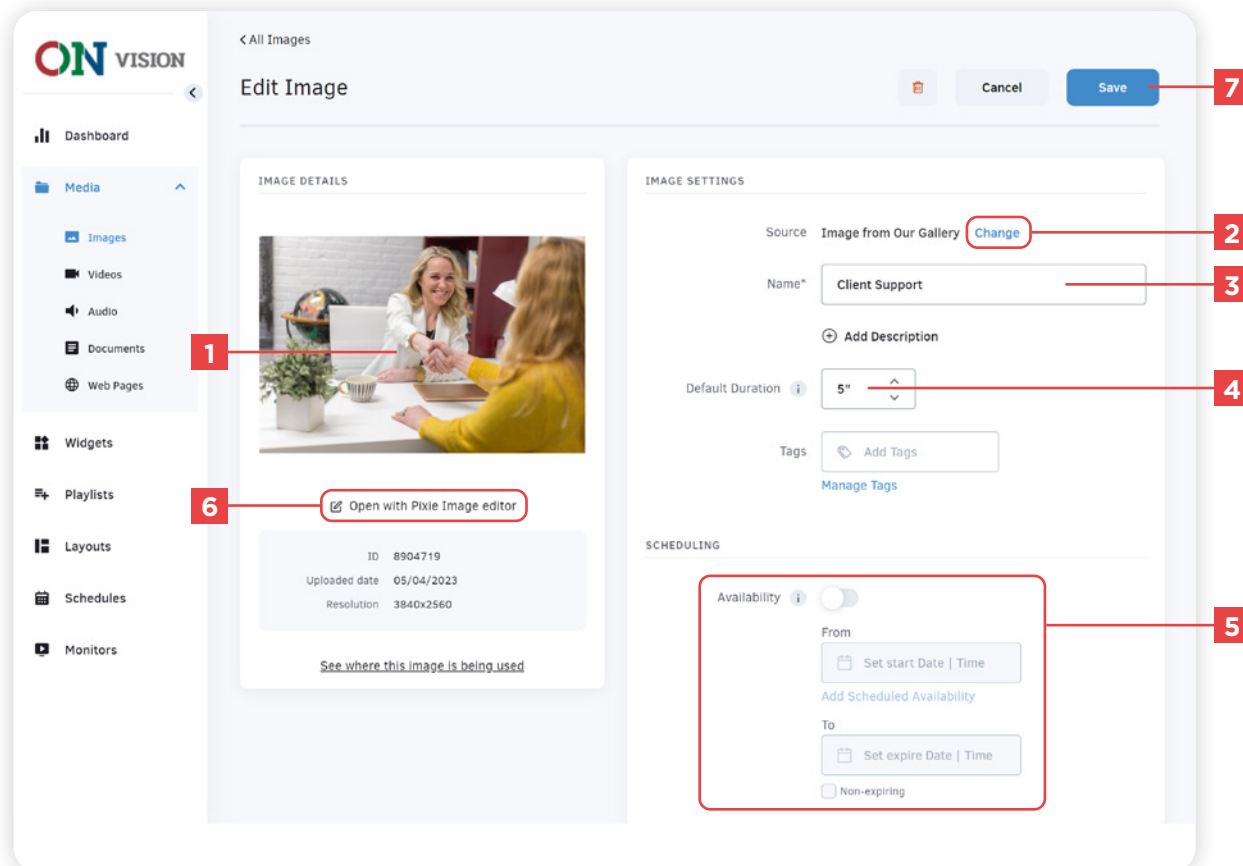 ON VISION
Dashboard
Media
Images
Videos
Audio
Documents
Web Pages
Widgets
Playlists
Layouts
Schedules
Monitors
All Images
Edit Image
Cancel
Save
7
IMAGE DETAILS
1
6
Open with Pixie Image editor
ID 8904719
Uploaded date 05/04/2023
Resolution 3840x2560
See where this image is being used
IMAGE SETTINGS
Source Image from Our Gallery Change
2
Name* Client Support
3
Add Description
Default Duration i 5"
4
Tags Add Tags
Manage Tags
SCHEDULING
Availability i
From
Set start Date | Time
Add Scheduled Availability
To
Set expire Date | Time
Non-expiring
5